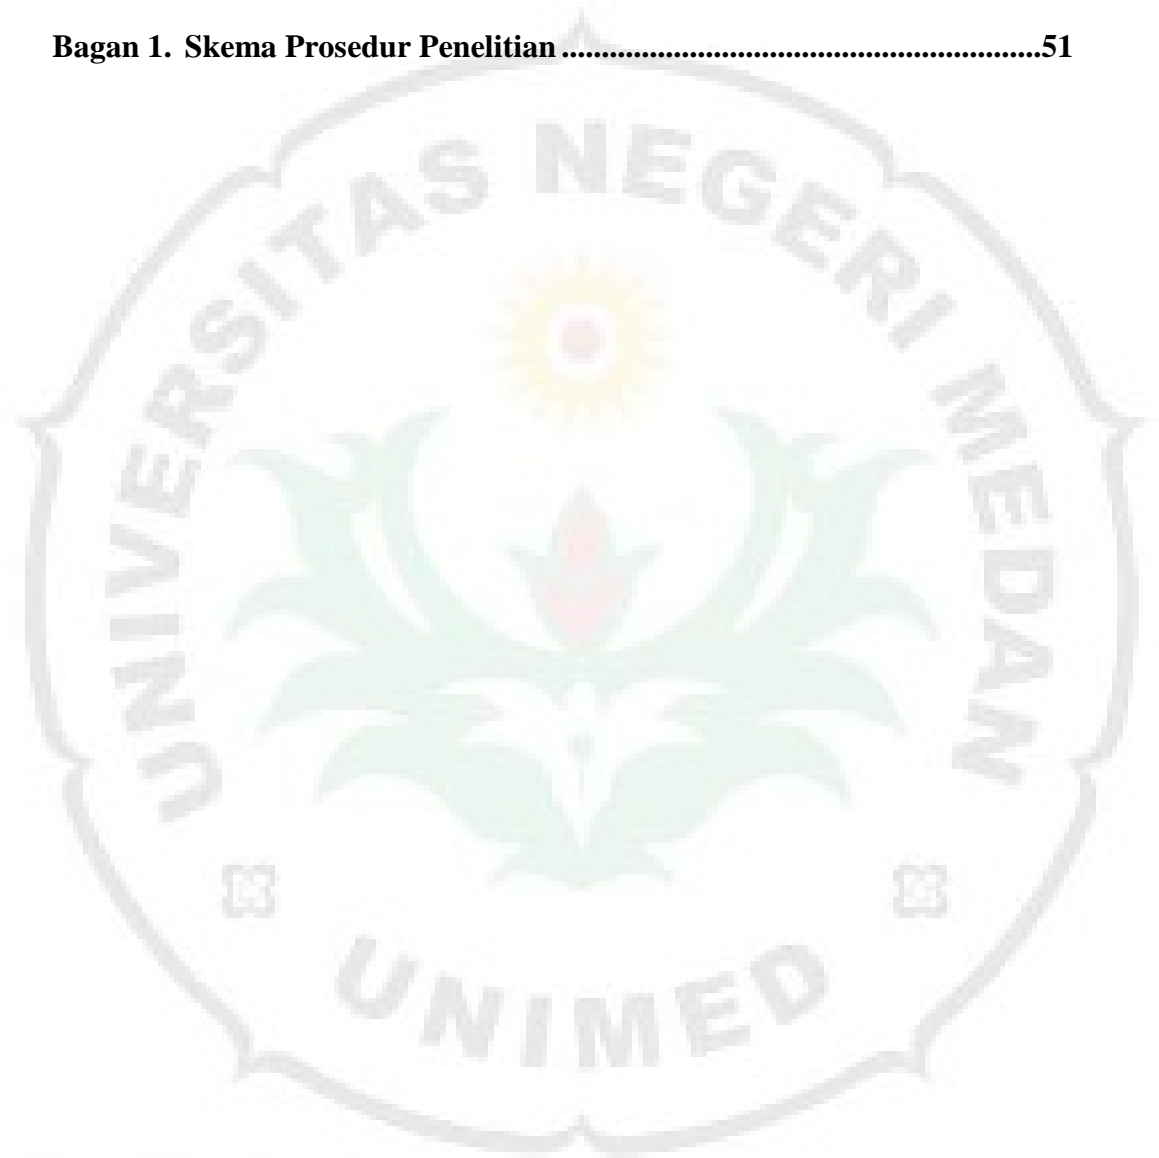 Bagan 1. Skema Prosedur Penelitian ............................................................51
UNIVERSITAS NEGERI MEDAN
UNIMED